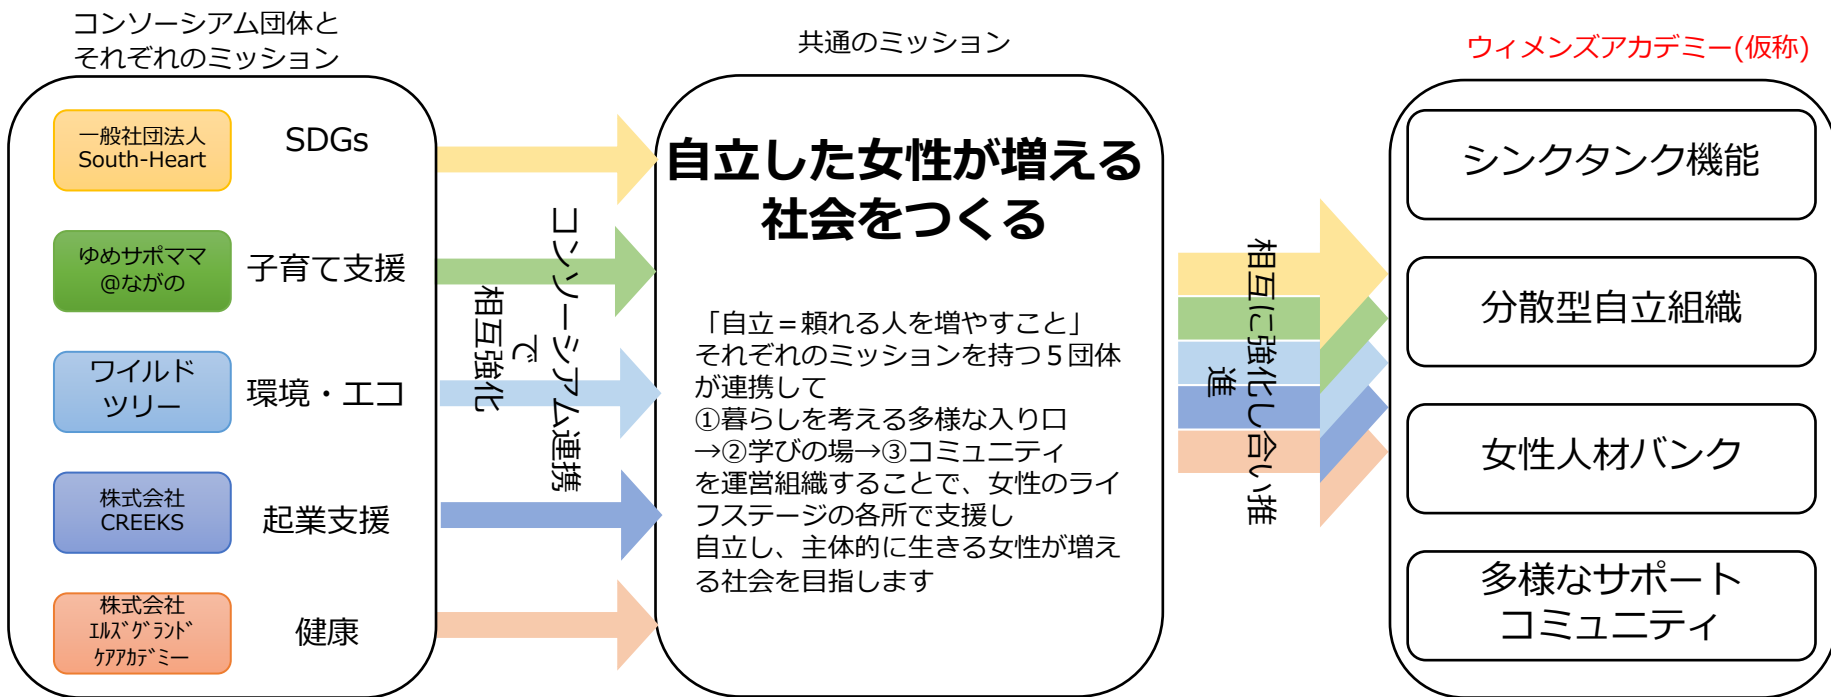 コンソーシアム団体と
それぞれのミッション
一般社団法人
South-Heart
SDGs
ゆめサポママ
@ながの
子育て支援
ワイルド
ツリー
環境・エコ
株式会社
CREEKS
起業支援
株式会社
ｴﾙｽﾞｸﾞﾗﾝﾄﾞ
ｹｱｱｶﾃﾞﾐー
健康
コンソーシアム連携
で
相互強化
共通のミッション
自立した女性が増える
社会をつくる
「自立＝頼れる人を増やすこと」
それぞれのミッションを持つ５団体
が連携して
①暮らしを考える多様な入り口
→②学びの場→③コミュニティ
を運営組織することで、女性のライ
フステージの各所で支援し
自立し、主体的に生きる女性が増え
る社会を目指します
相互に強化し合い推
進
ウィメンズアカデミー(仮称)
シンクタンク機能
分散型自立組織
女性人材バンク
多様なサポート
コミュニティ